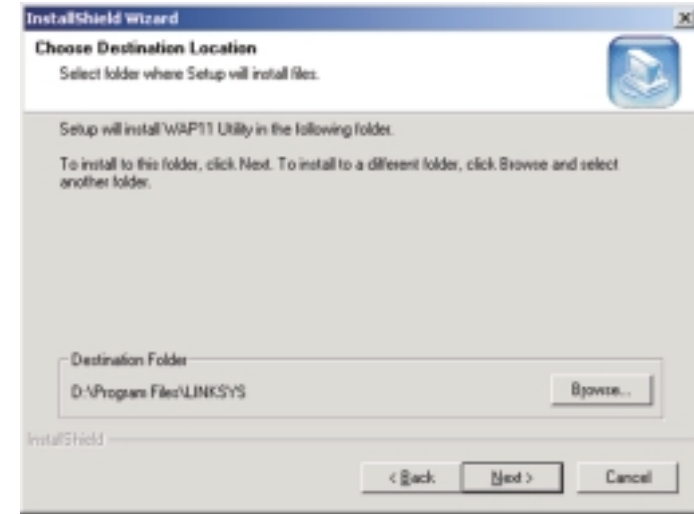 InstallShield Wizard
Choose Destination Location
Select folder where Setup will install files.
Setup will install WAP11 Utility in the following folder.
To install to this folder, click Next. To install to a different folder, click Browse and select
another folder.
Destination Folder
D:\Program Files\LINKSYS
Browse...
InstallShield
< Back
Next >
Cancel